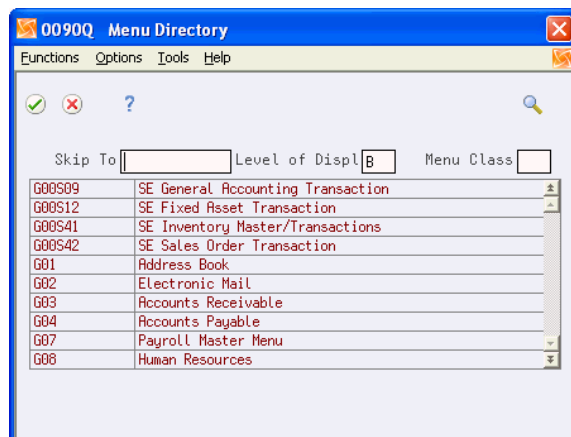 0090Q Menu Directory
Functions Options Tools Help
?
Skip To Level of Displ B Menu Class
G00S09 SE General Accounting Transaction
G00S12 SE Fixed Asset Transaction
G00S41 SE Inventory Master/Transactions
G00S42 SE Sales Order Transaction
G01 Address Book
G02 Electronic Mail
G03 Accounts Receivable
G04 Accounts Payable
G07 Payroll Master Menu
G08 Human Resources